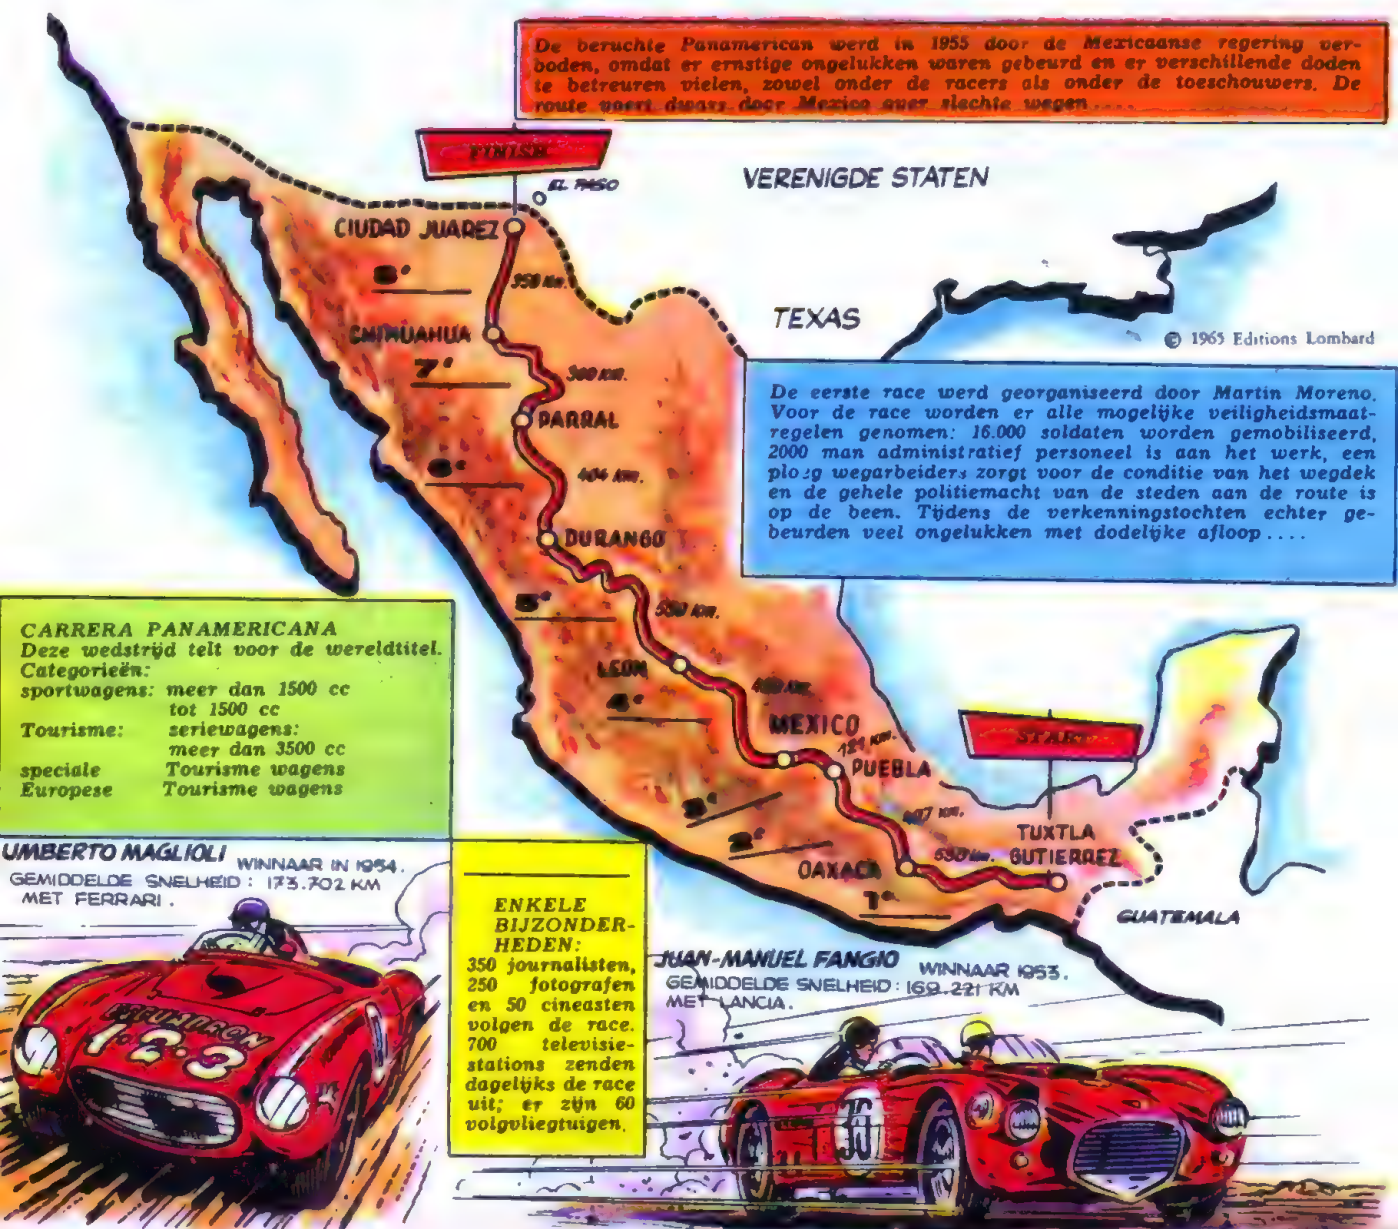 De beruchte Panamerican werd in 1955 door de Mexicaanse regering ver-
boden, omdat er ernstige ongelukken waren gebeurd en er verschillende doden
te betreuren vielen, zowel onder de racers als onder de toeschouwers. De
route voert dwars door Mexico over slechte wegen....
FINISH
EL PASO
VERENIGDE STATEN
CIUDAD JUAREZ
8e
TEXAS
© 1965 Editions Lombard
CHIHUAHUA
7e
300 KM.
De eerste race werd georganiseerd door Martin Moreno.
Voor de race worden er alle mogelijke veiligheidsmaat-
regelen genomen: 16.000 soldaten worden gemobiliseerd,
2000 man administratief personeel is aan het werk, een
ploeg wegarbeiders zorgt voor de conditie van het wegdek
en de gehele politiemacht van de steden aan de route is
op de been. Tijdens de verkenningstochten echter ge-
beurden veel ongelukken met dodelijke afloop....
PARRAL
6e
404 KM.
DURANGO
5e
550 KM.
CARRERA PANAMERICANA
Deze wedstrijd telt voor de wereldtitel.
Categorieën:
sportwagens: meer dan 1500 cc
tot 1500 cc
Tourisme: seriewagens:
meer dan 3500 cc
speciale Tourisme wagens
Europese Tourisme wagens
LEON
4e
KM.
MEXICO
START
KM.
PUEBLA
3e
KM.
2e
TUXTLA
GUTIERREZ
530 KM.
OAXACA
1e
GUATEMALA
UMBERTO MAGLIOLI WINNAAR IN 1954.
GEMIDDELDE SNELHEID: 173.702 KM
MET FERRARI.
1-2-3
ENKELE
BIJZONDER-
HEDEN:
350 journalisten,
250 fotografen
en 50 cineasten
volgen de race.
700 televisie-
stations zenden
dagelijks de race
uit; er zijn 60
volgvliegtuigen.
JUAN-MANUEL FANGIO WINNAAR 1953.
GEMIDDELDE SNELHEID: 169.221 KM
MET LANCIA.
36